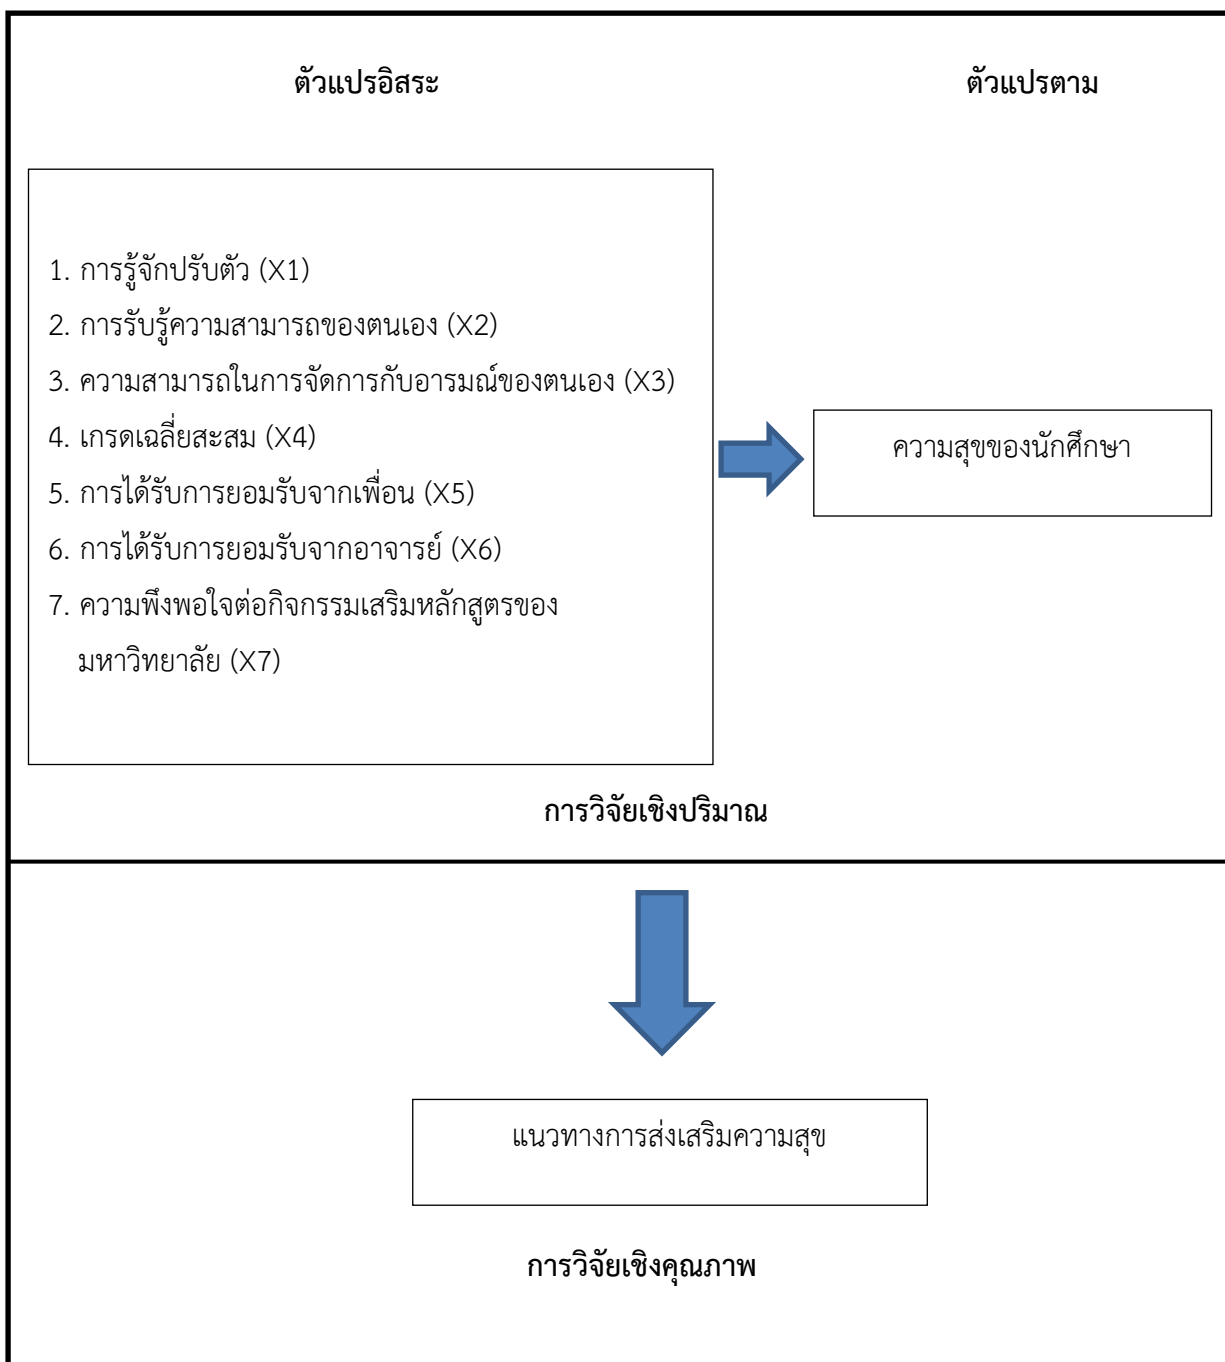 ตัวแปรอิสระ
ตัวแปรตาม
1. การรู้จักปรับตัว (X1)
2. การรับรู้ความสามารถของตนเอง (X2)
3. ความสามารถในการจัดการกับอารมณ์ของตนเอง (X3)
4. เกรดเฉลี่ยสะสม (X4)
5. การได้รับการยอมรับจากเพื่อน (X5)
6. การได้รับการยอมรับจากอาจารย์ (X6)
7. ความพึงพอใจต่อกิจกรรมเสริมหลักสูตรของ
มหาวิทยาลัย (X7)
ความสุขของนักศึกษา
การวิจัยเชิงปริมาณ
แนวทางการส่งเสริมความสุข
การวิจัยเชิงคุณภาพ